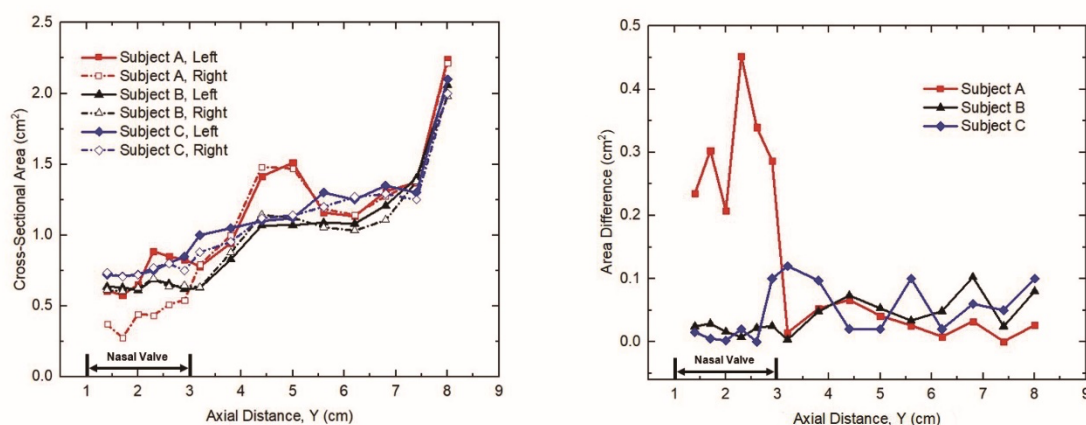 2.5
2.0
1.5
1.0
0.5
0.0
Cross-Sectional Area (cm²)
Subject A, Left
Subject A, Right
Subject B, Left
Subject B, Right
Subject C, Left
Subject C, Right
Nasal Valve
1 2 3 4 5 6 7 8 9
Axial Distance, Y (cm)
0.5
0.4
0.3
0.2
0.1
0.0
Area Difference (cm²)
Subject A
Subject B
Subject C
Nasal Valve
1 2 3 4 5 6 7 8 9
Axial Distance, Y (cm)